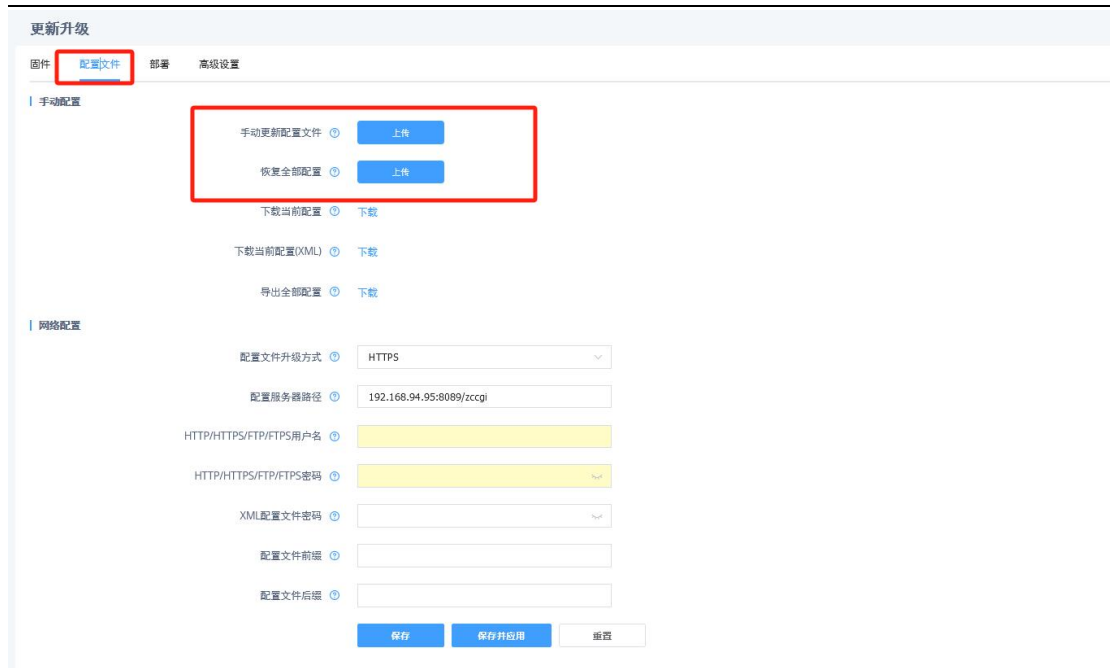 更新升级
固件 配置文件 部署 高级设置
手动配置
手动更新配置文件 上传
恢复全部配置 上传
下载当前配置 下载
下载当前配置(XML) 下载
导出全部配置 下载
网络配置
配置文件升级方式 HTTPS
配置服务器路径 192.168.94.95:8089/zccgi
HTTP/HTTPS/FTP/FTPS用户名
HTTP/HTTPS/FTP/FTPS密码
XML配置文件密码
配置文件前缀
配置文件后缀
保存 保存并应用 重置